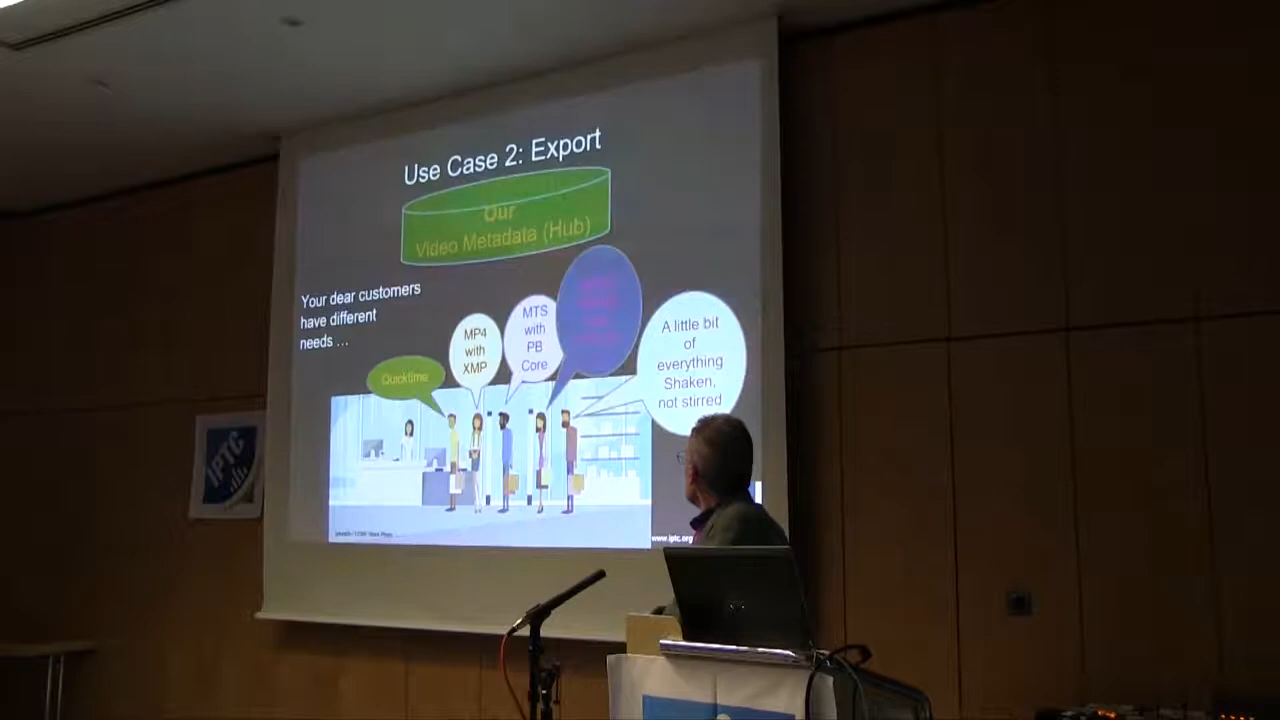 Use Case 2: Export
Our
Video Metadata (Hub)
Your dear customers
have different
needs ...
Quicktime
MP4
with
XMP
MTS
with
PB
Core
A little bit
of
everything
Shaken,
not stirred
www.iptc.org
IPTC